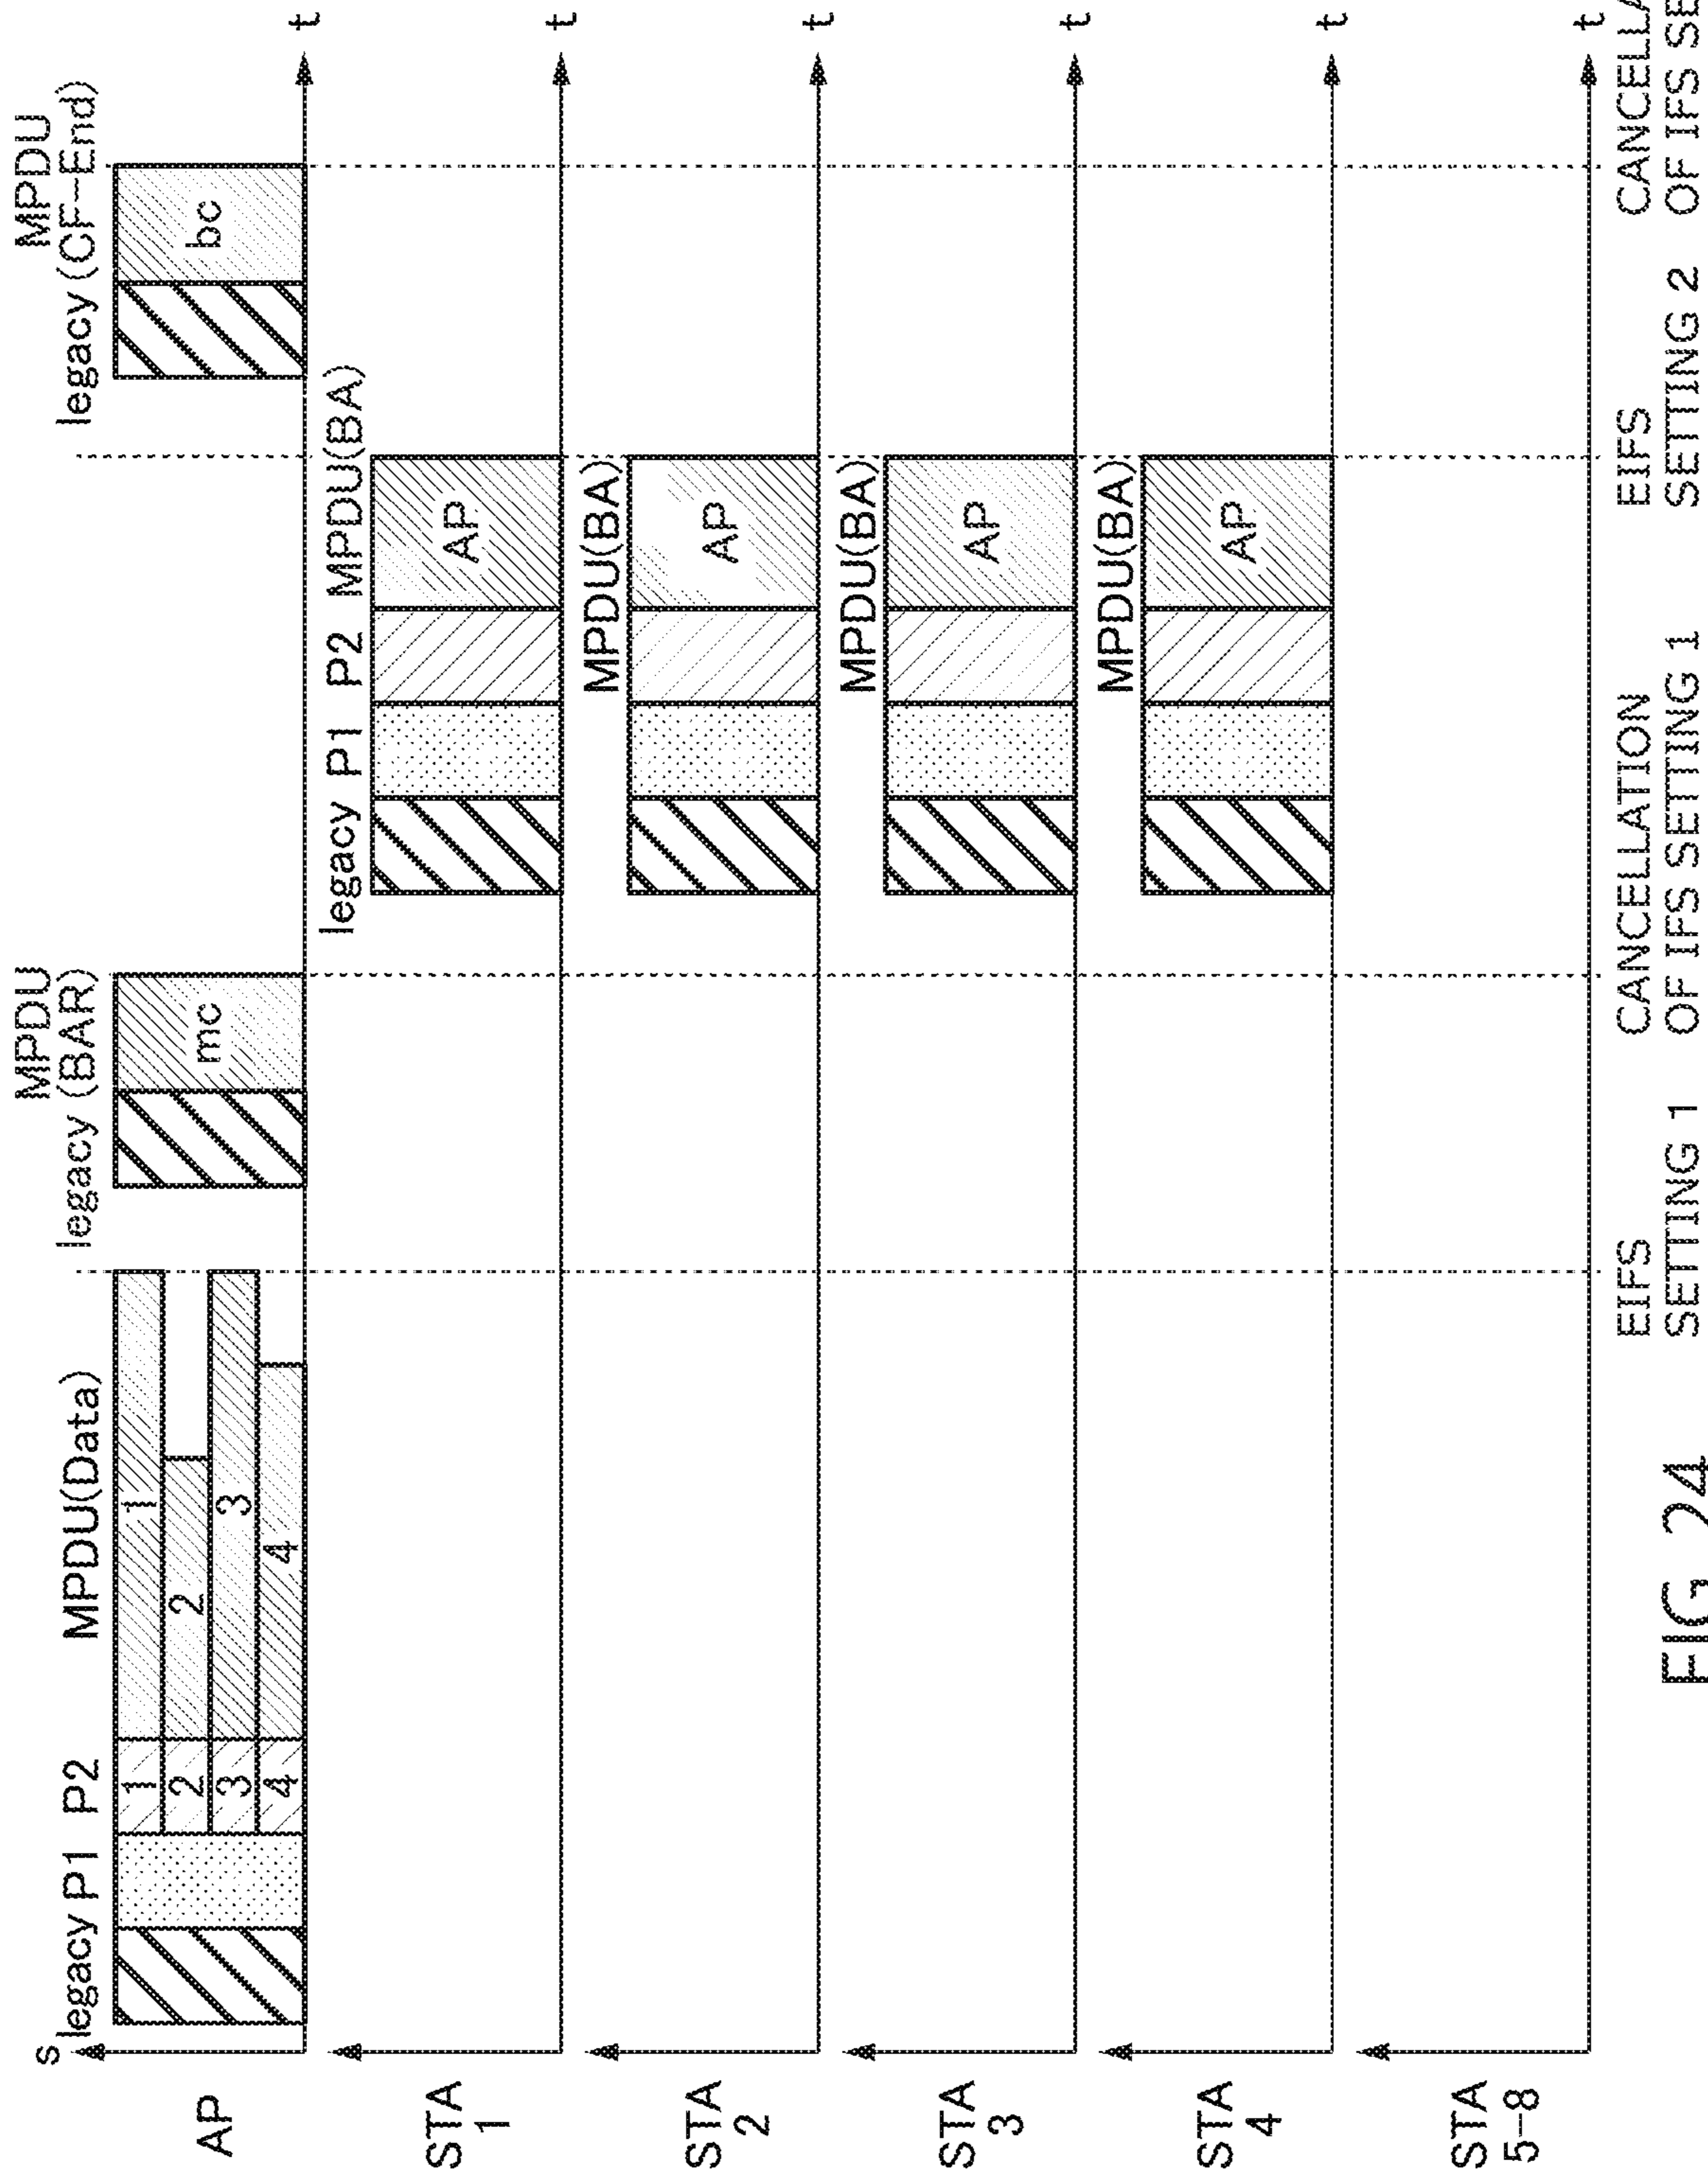 s
legacy P1 P2
MPDU(Data)
MPDU
legacy (BAR)
MPDU
legacy (CF-End)
AP
1
2
3
4
1
2
3
4
mc
bc
t
legacy P1 P2 MPDU(BA)
STA
1
AP
t
MPDU(BA)
STA
2
AP
t
MPDU(BA)
STA
3
AP
t
MPDU(BA)
STA
4
AP
t
STA
5-8
t
EIFS
SETTING 1
CANCELLATION
OF IFS SETTING 1
EIFS
SETTING 2
OF IFS
FIG 24